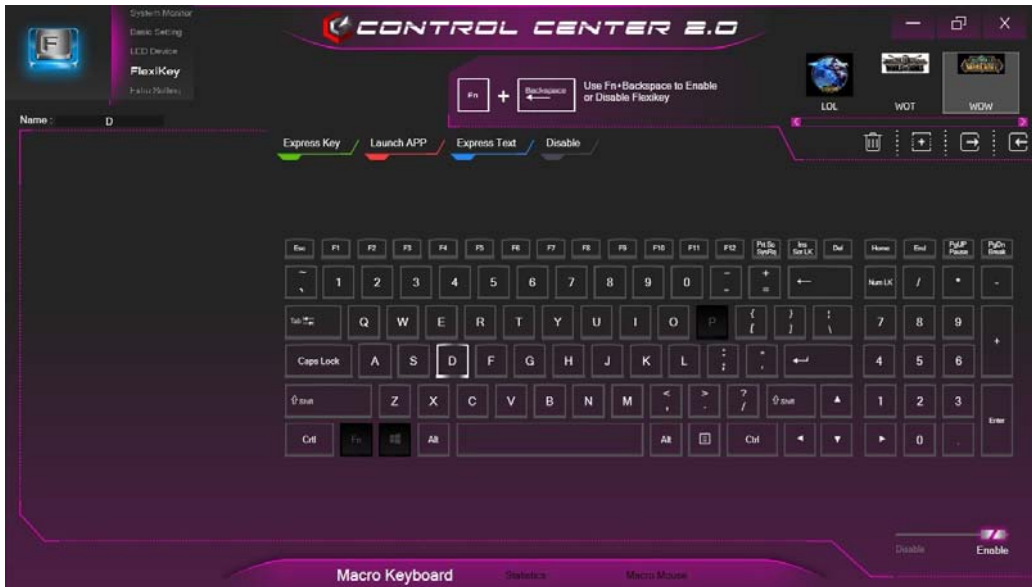 System Monitor
Basic Setting
LED Device
FlexiKey
F
CONTROL CENTER 2.0
Fn + Backspace
Use Fn+Backspace to Enable
or Disable Flexikey
LOL WOT WOW
Name : D
Express Key / Launch APP / Express Text / Disable /
Esc F1 F2 F3 F4 F5 F6 F7 F8 F9 F10 F11 F12 Prt Sc SysRq Ins Scr LK Del Home End PgUP Pause PgDn Break
~ ` 1 2 3 4 5 6 7 8 9 0 - - + = ← Num LK / * -
Tab Q W E R T Y U I O P { [ } ] ¦ \ 7 8 9 +
Caps Lock A S D F G H J K L : ; " ' 4 5 6
Shift Z X C V B N M < , > . ? / Shift ▲ 1 2 3 Enter
Crtl Fn Alt Alt Ctrl ◄ ▼ ► 0 .
Disable Enable
Macro Keyboard Statistics Macro Mouse